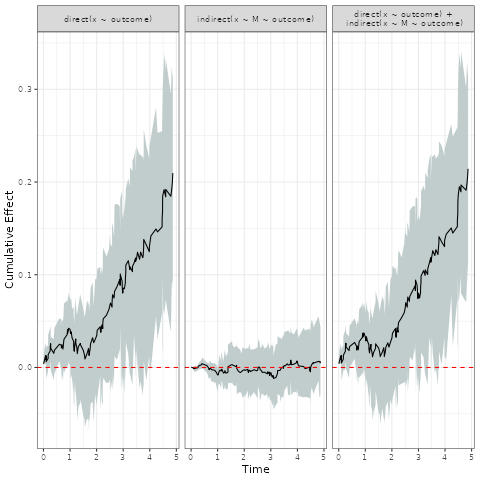 direct(x ~ outcome)
indirect(x ~ M ~ outcome)
direct(x ~ outcome) +
indirect(x ~ M ~ outcome)
Cumulative Effect
0.3
0.2
0.1
0.0
0 1 2 3 4 5
0 1 2 3 4 5
0 1 2 3 4 5
Time